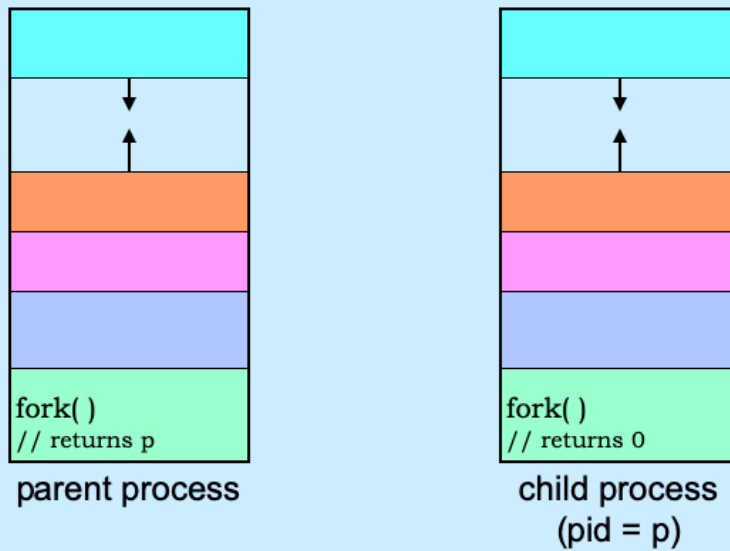 fork( )
// returns p
parent process
fork( )
// returns 0
child process
(pid = p)